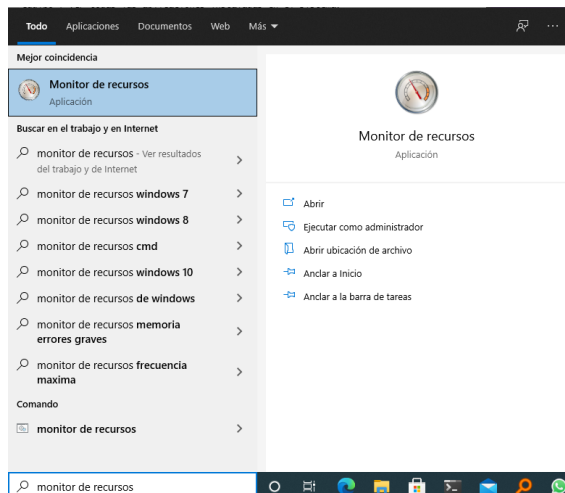 Todo Aplicaciones Documentos Web Más
Mejor coincidencia
Monitor de recursos
Aplicación
Buscar en el trabajo y en Internet
monitor de recursos - Ver resultados
del trabajo y de Internet
monitor de recursos windows 7
monitor de recursos windows 8
monitor de recursos cmd
monitor de recursos windows 10
monitor de recursos de windows
monitor de recursos memoria
errores graves
monitor de recursos frecuencia
maxima
Comando
monitor de recursos
Monitor de recursos
Aplicación
Abrir
Ejecutar como administrador
Abrir ubicación de archivo
Anclar a Inicio
Anclar a la barra de tareas
monitor de recursos